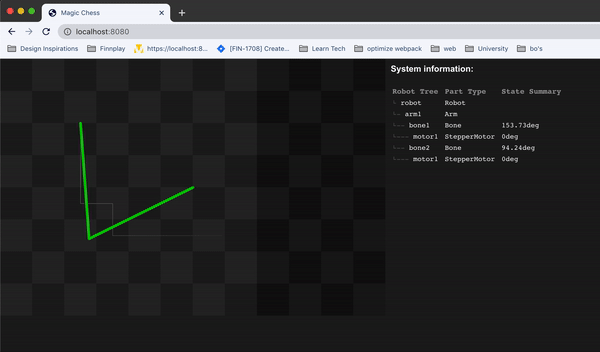 Magic Chess
localhost:8080
Design Inspirations
Finnplay
https://localhost:8...
[FIN-1708] Create...
Learn Tech
optimize webpack
web
University
bo's
System information:
Robot Tree Part Type State Summary
robot Robot
arm1 Arm
bone1 Bone 153.73deg
motor1 StepperMotor 0deg
bone2 Bone 94.24deg
motor1 StepperMotor 0deg